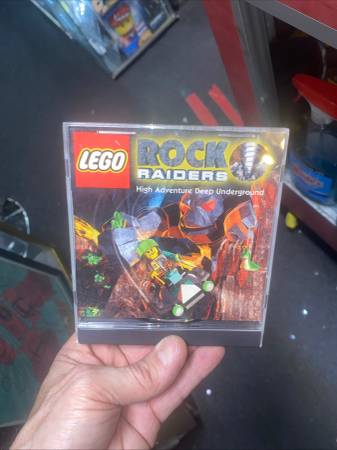 LEGO
ROCK
RAIDERS
High Adventure Deep Underground